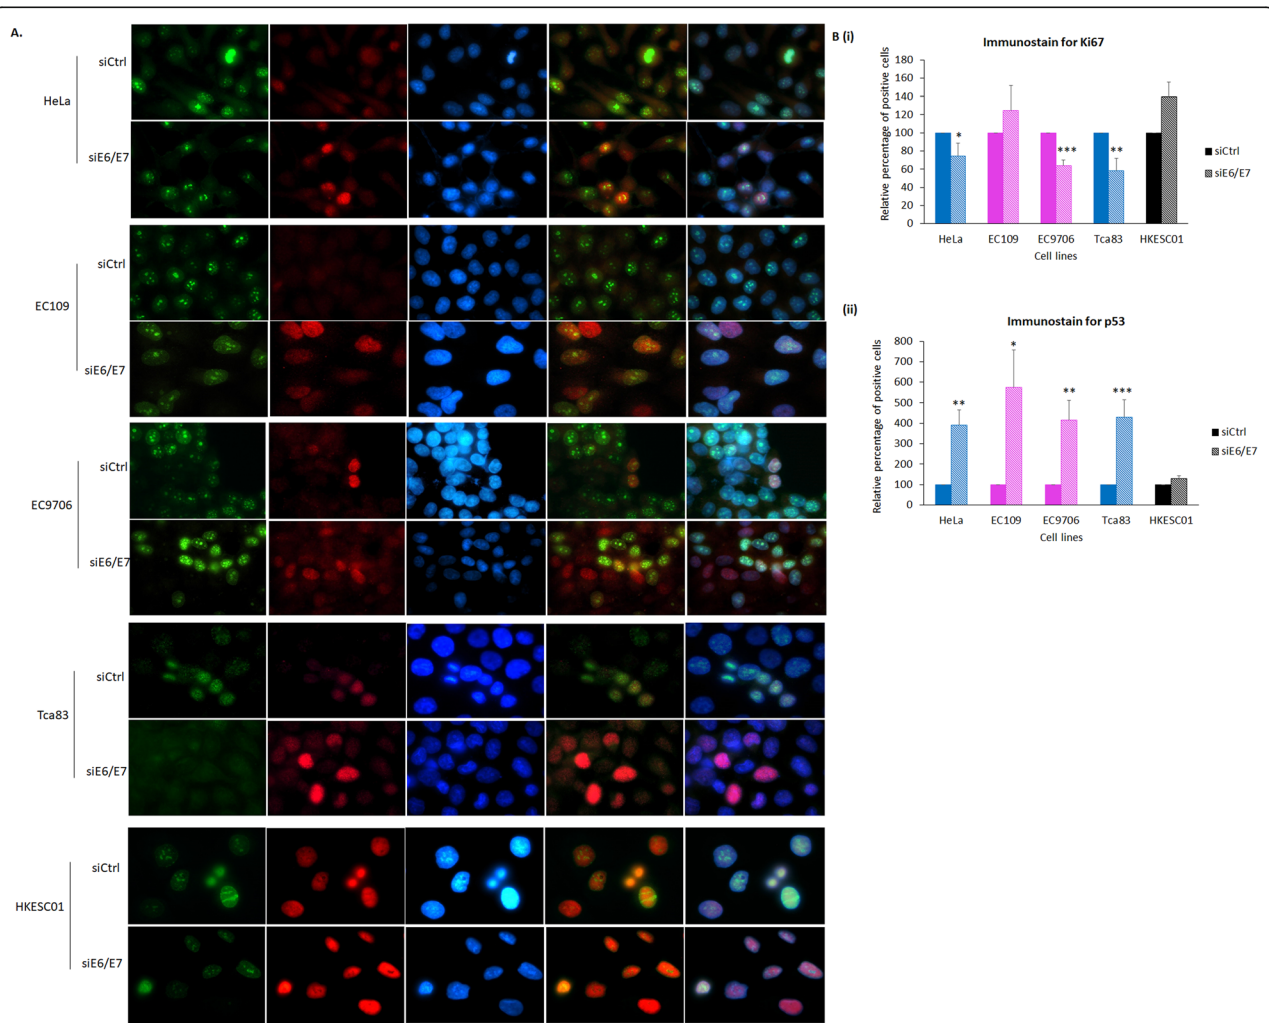 A.
HeLa
siCtrl
siE6/E7
EC109
siCtrl
siE6/E7
EC9706
siCtrl
siE6/E7
Tca83
siCtrl
siE6/E7
HKESC01
siCtrl
siE6/E7
B (i)
Immunostain for Ki67
Relative percentage of positive cells
180
160
140
120
100
80
60
40
20
0
*
***
**
HeLa EC109 EC9706 Tca83 HKESC01
Cell lines
siCtrl
siE6/E7
(ii)
Immunostain for p53
Relative percentage of positive cells
800
700
600
500
400
300
200
100
0
**
*
**
***
HeLa EC109 EC9706 Tca83 HKESC01
Cell lines
siCtrl
siE6/E7